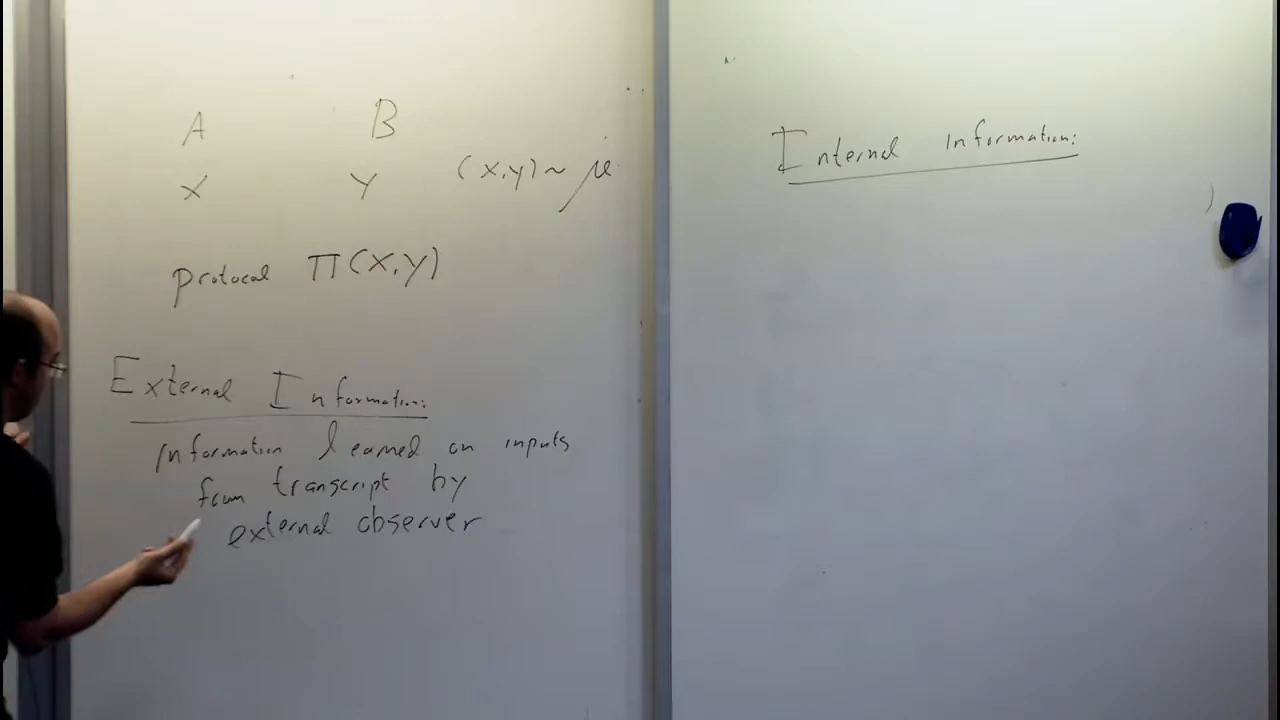 A B
X Y (X,Y) ~ μ
protocol Π(X,Y)
External Information:
information learned on inputs
from transcript by
external observer
Internal information: